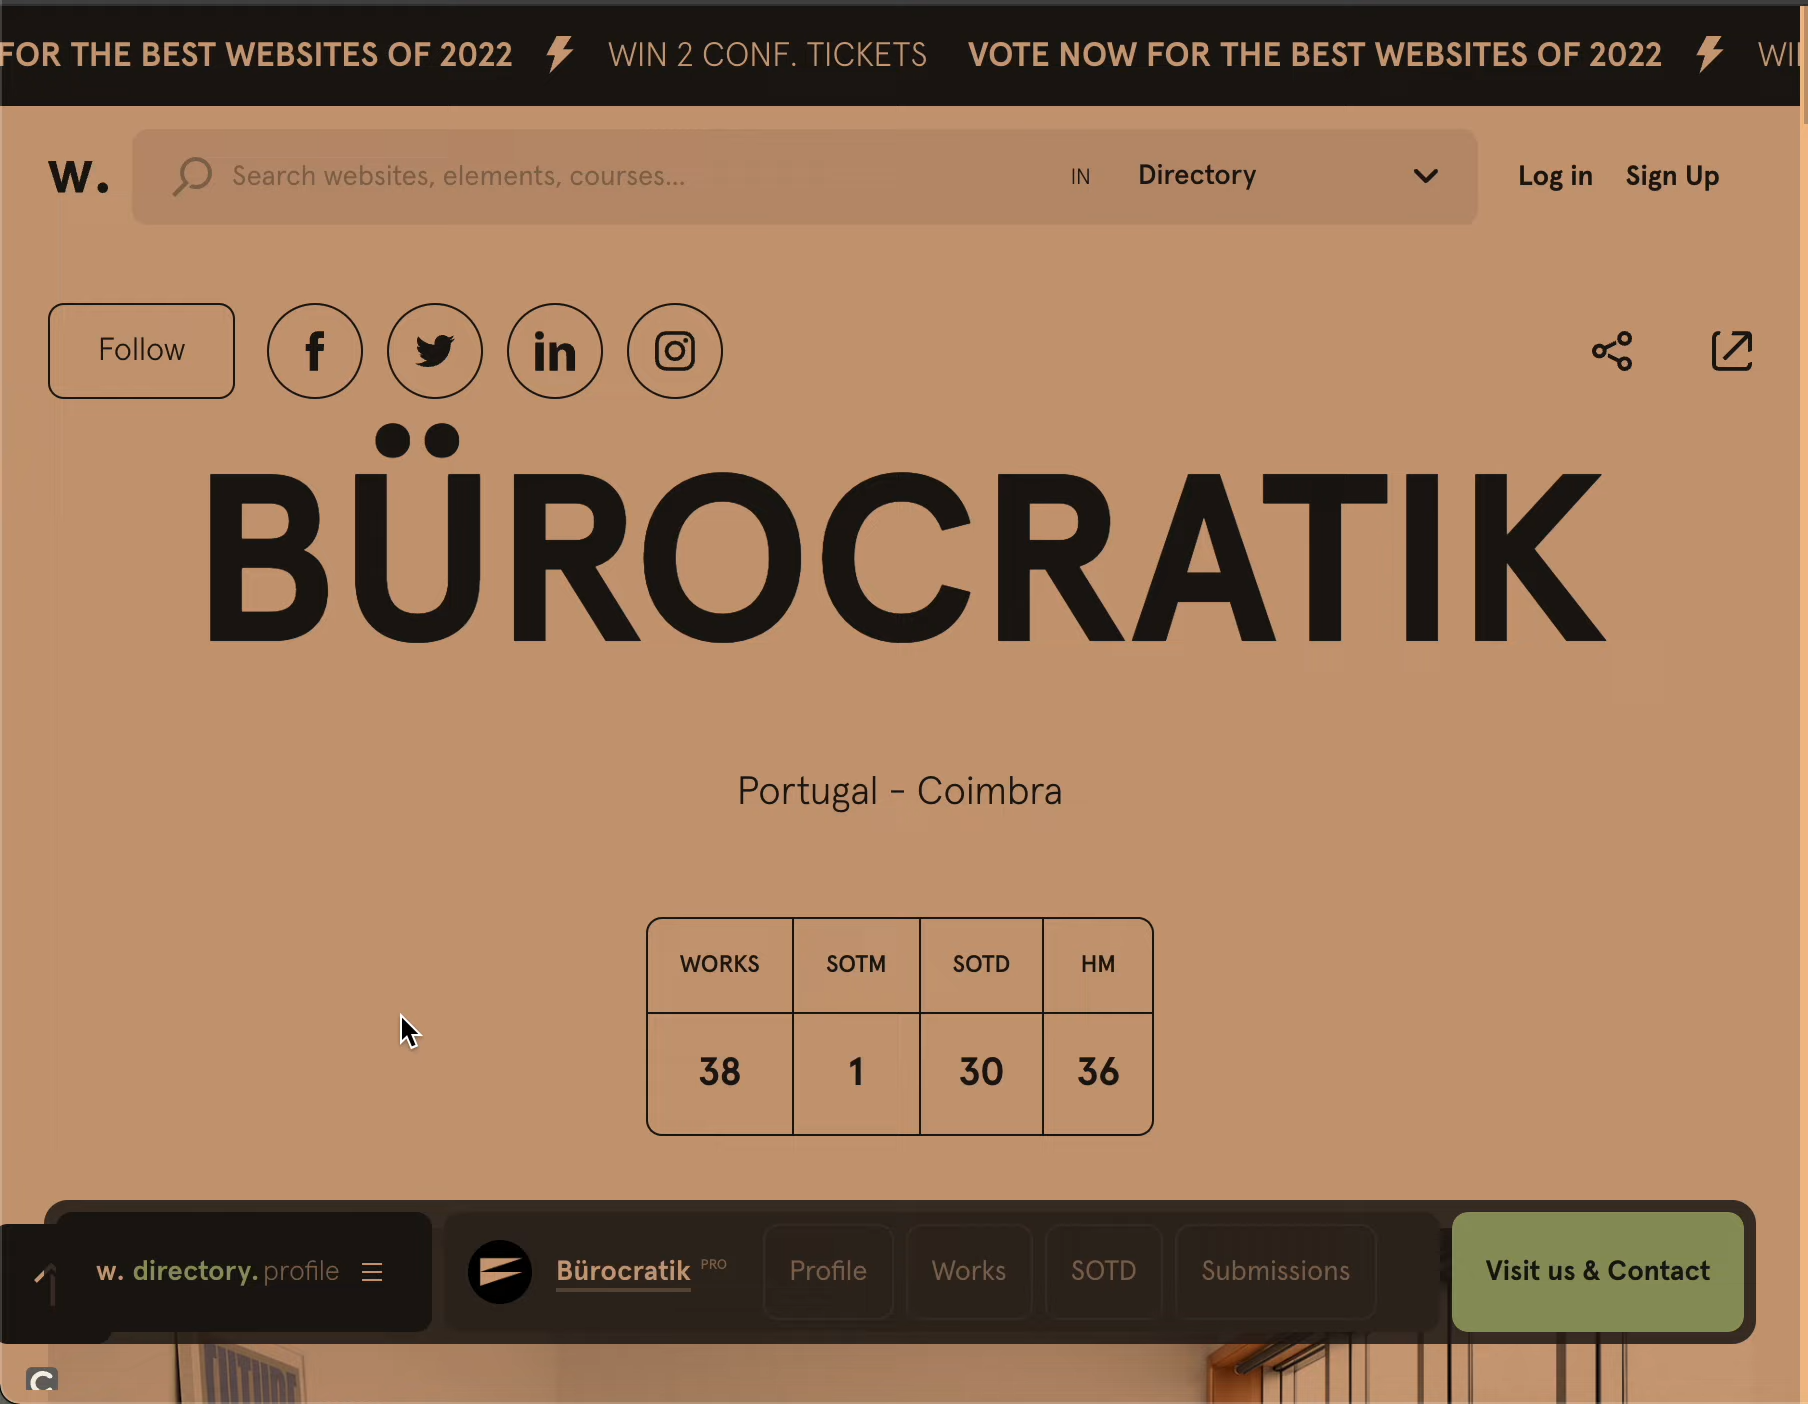 FOR THE BEST WEBSITES OF 2022 WIN 2 CONF. TICKETS VOTE NOW FOR THE BEST WEBSITES OF 2022
W. Search websites, elements, courses... IN Directory Log in Sign Up
Follow
BÜROCRATIK
Portugal - Coimbra
WORKS SOTM SOTD HM
38 1 30 36
w. directory. profile Bürocratik PRO Profile Works SOTD Submissions Visit us & Contact